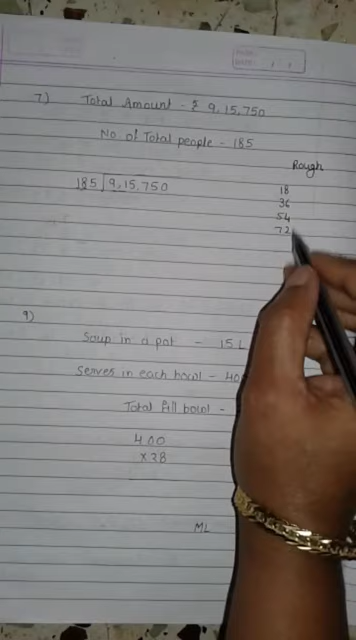 7) Total Amount - ₹ 9,15,750
No of Total people - 185
Rough
185) 9,15,750
18
36
54
72
9)
Soup in a pot - 15 L
Serves in each bowl - 40
Total fill bowl -
400
x 38
ML